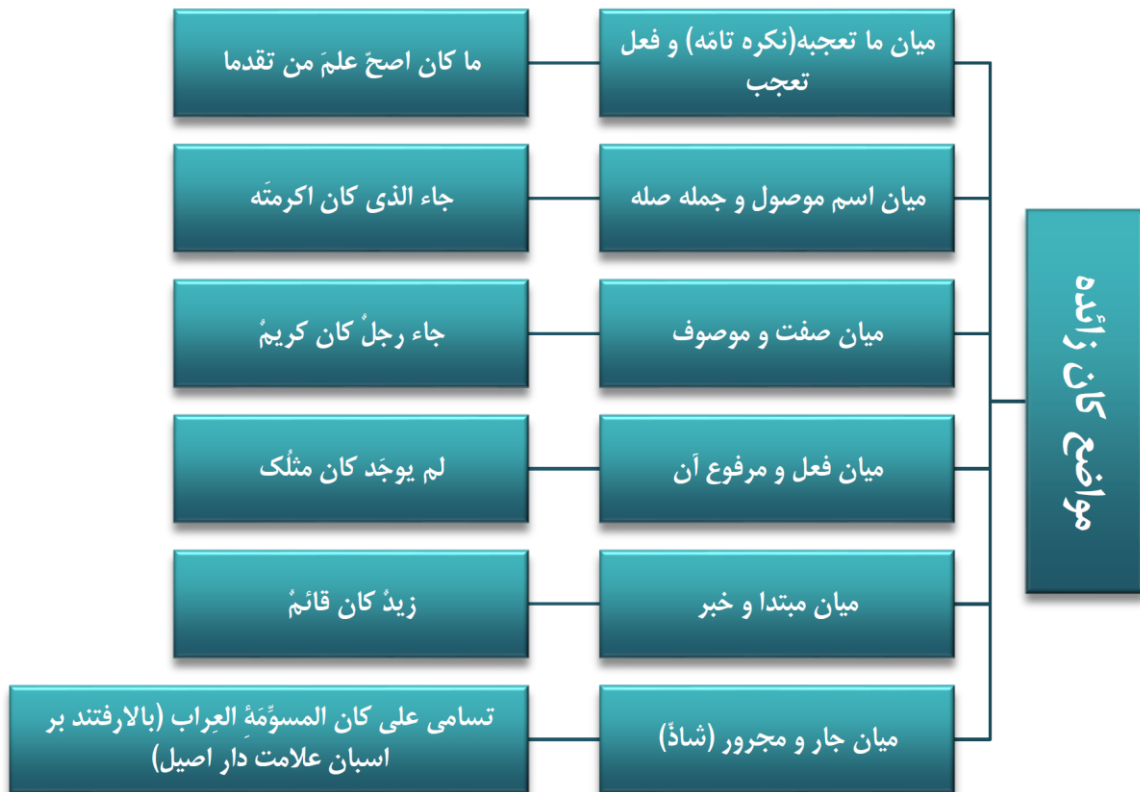 مواضع کان زائده
میان ما تعجبه(نکره تامّه) و فعل
تعجب
ما کان اصحّ علمَ من تقدما
میان اسم موصول و جمله صله
جاء الذی کان اکرمتَه
میان صفت و موصوف
جاء رجلٌ کان کریمٌ
میان فعل و مرفوع آن
لم یوجَد کان مثلُک
میان مبتدا و خبر
زیدٌ کان قائمٌ
میان جار و مجرور (شاذّ)
تسامی علی کان المسوِّمَةِ العِراب (بالارفتند بر
اسبان علامت دار اصیل)